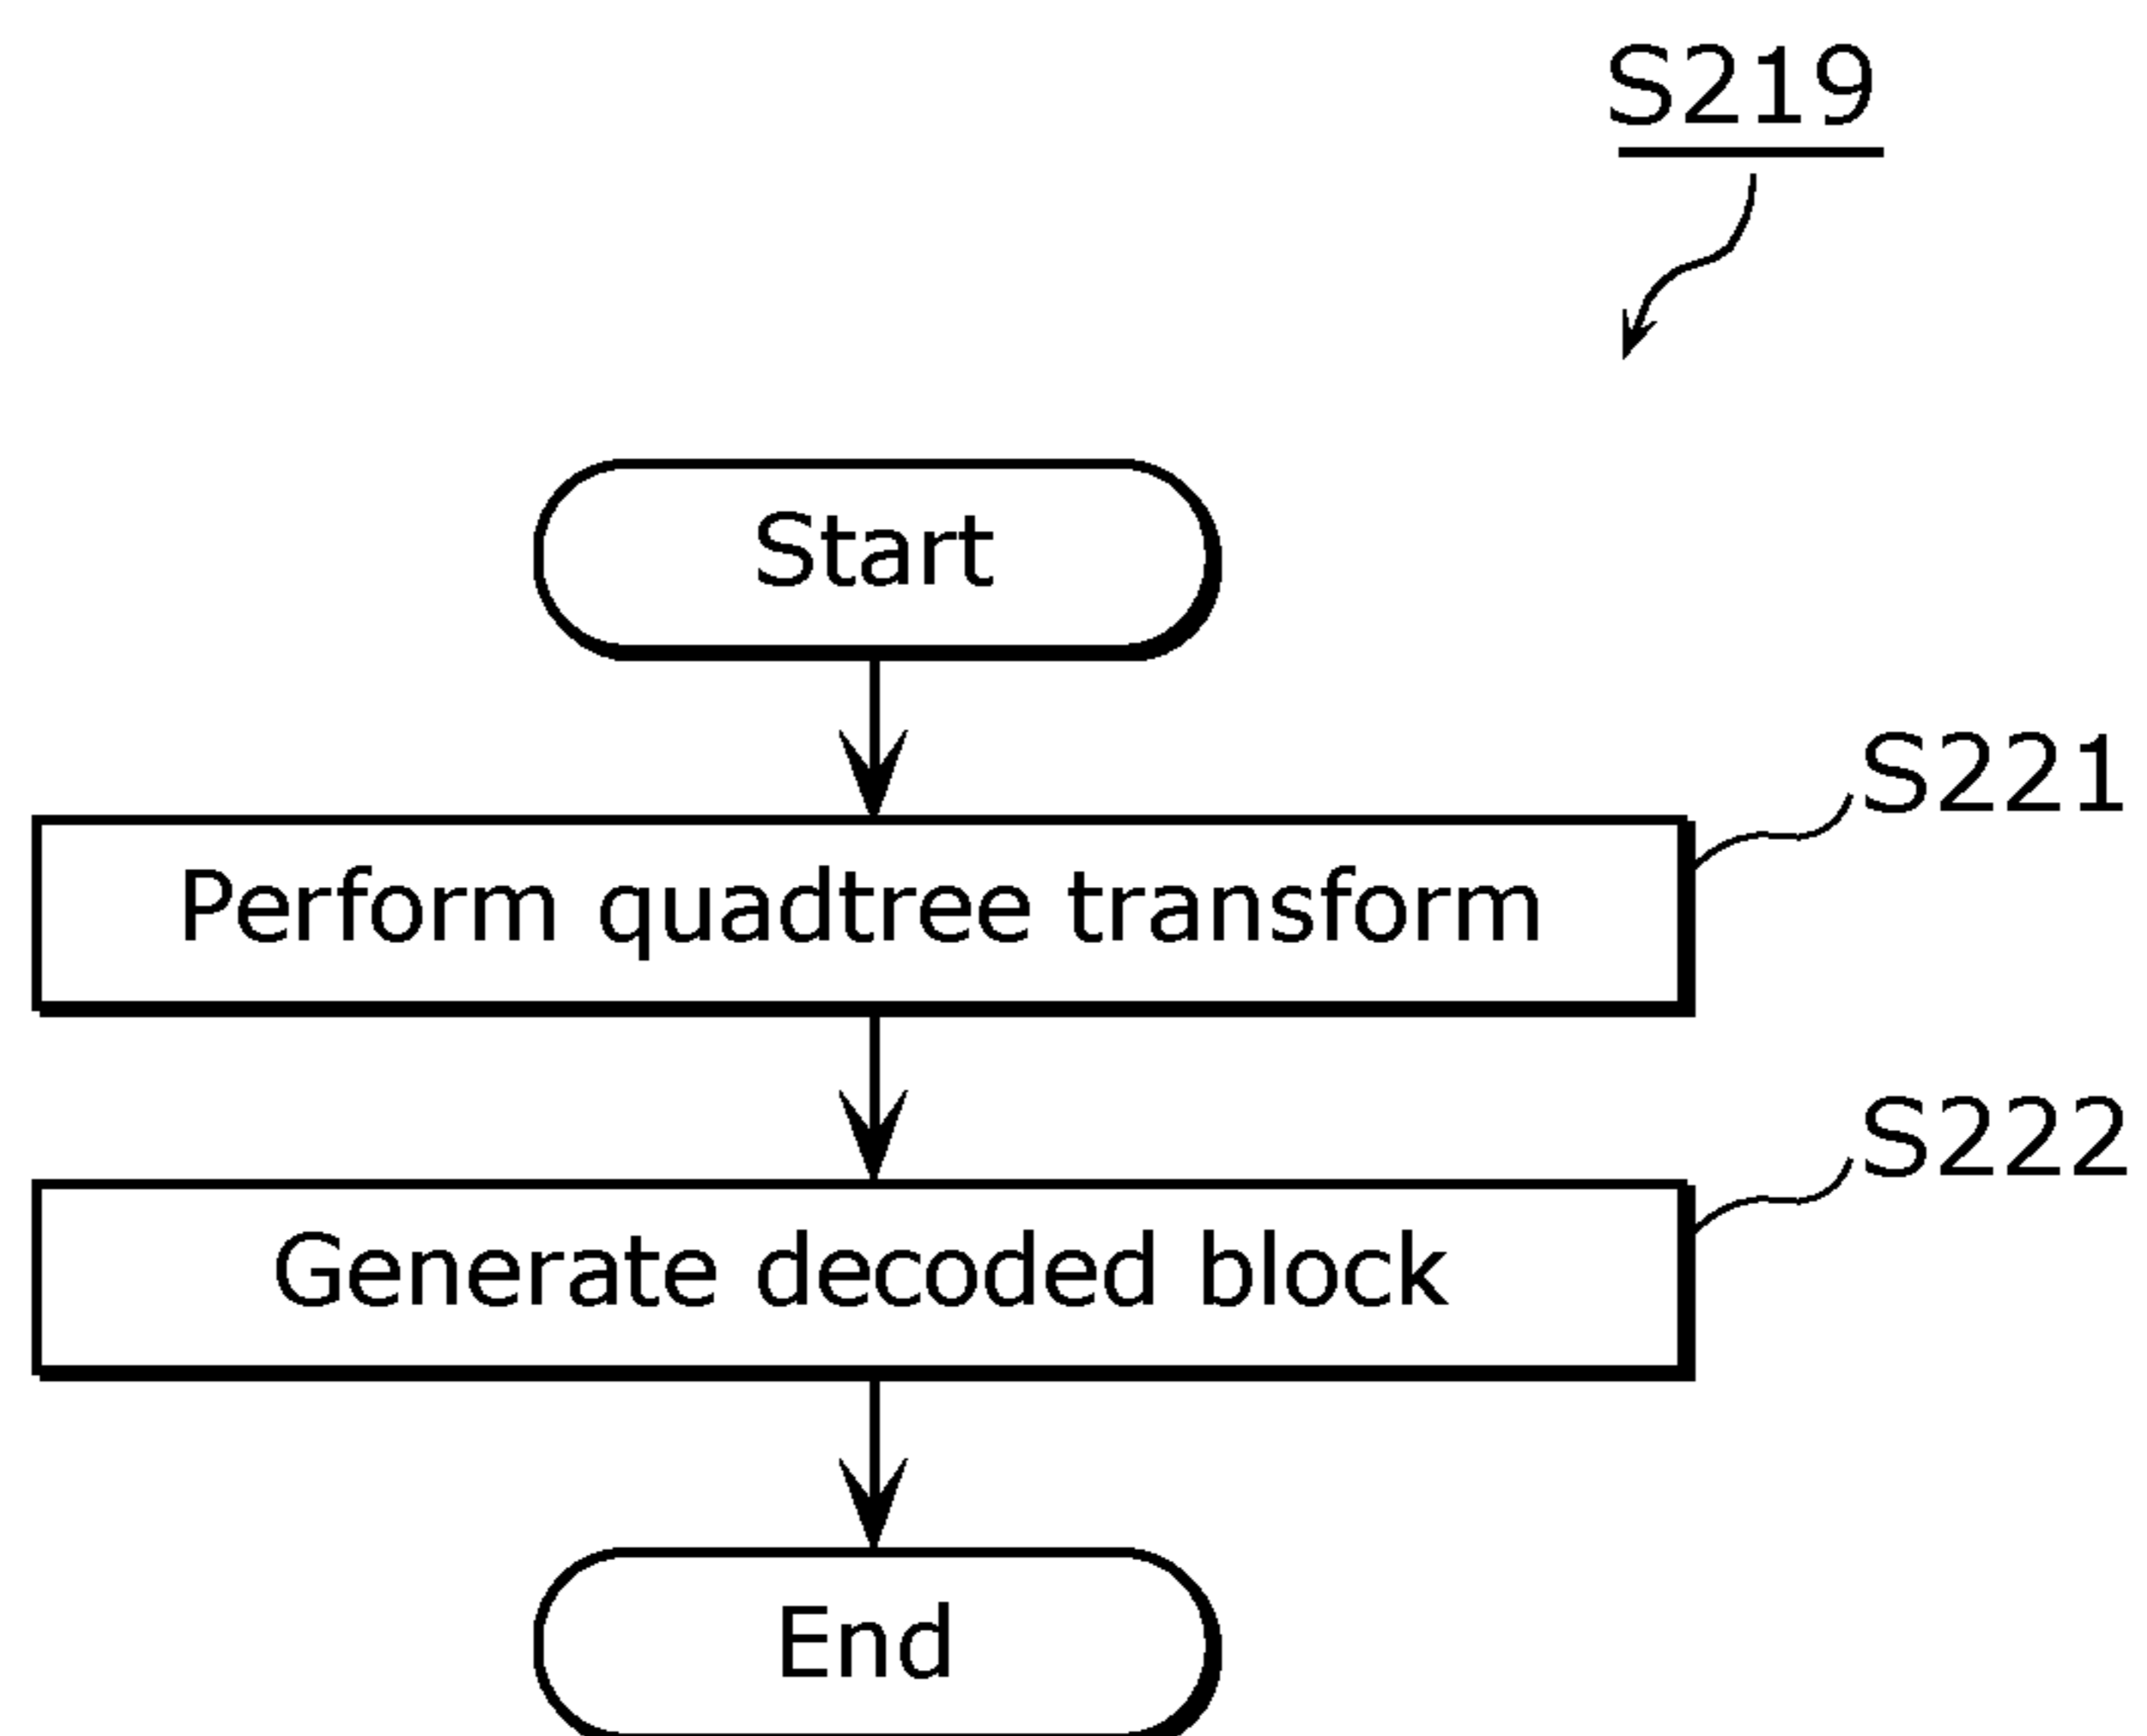 S219
Start
S221
Perform quadtree transform
S222
Generate decoded block
End